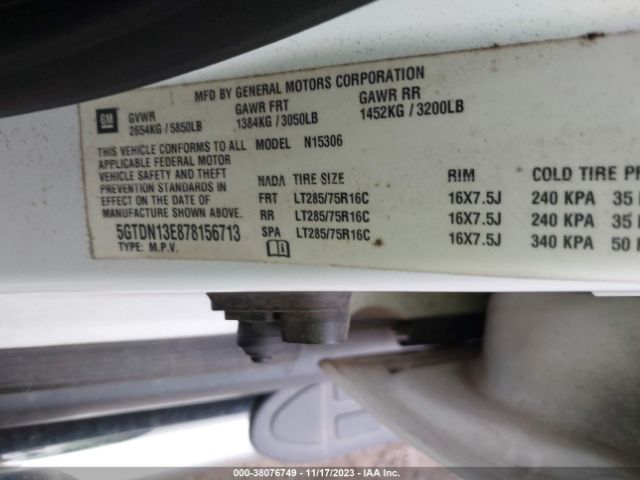 MFD BY GENERAL MOTORS CORPORATION
GM
GVWR GAWR FRT GAWR RR
2654KG / 5850LB 1384KG / 3050LB 1452KG / 3200LB
THIS VEHICLE CONFORMS TO ALL MODEL N15306
APPLICABLE FEDERAL MOTOR
VEHICLE SAFETY AND THEFT
PREVENTION STANDARDS IN
EFFECT ON THE DATE OF
MANUFACTURE SHOWN ABOVE.
5GTDN13E878156713
TYPE: M.P.V.
TIRE SIZE RIM COLD TIRE PR
FRT LT285/75R16C 16X7.5J 240 KPA 35
RR LT285/75R16C 16X7.5J 240 KPA 35
SPA LT285/75R16C 16X7.5J 340 KPA 50
000-38076749 - 11/17/2023 - IAA Inc.